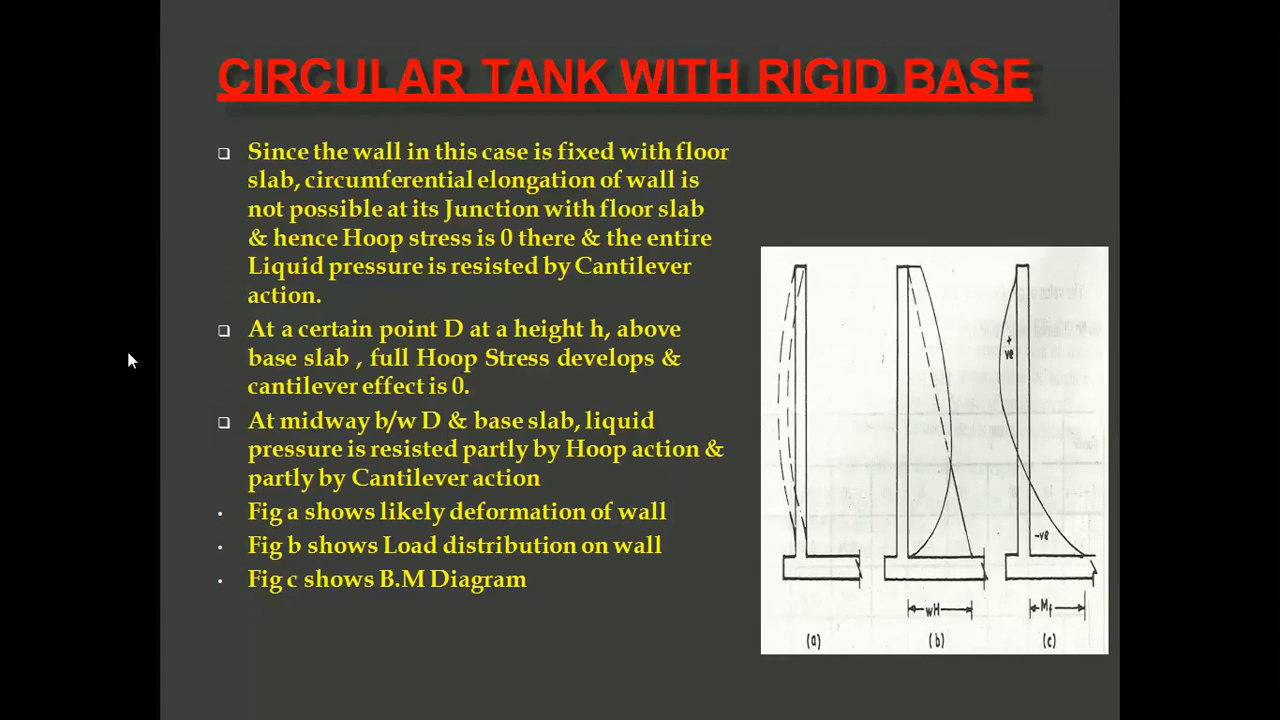 CIRCULAR TANK WITH RIGID BASE
Since the wall in this case is fixed with floor
slab, circumferential elongation of wall is
not possible at its Junction with floor slab
& hence Hoop stress is 0 there & the entire
Liquid pressure is resisted by Cantilever
action.
At a certain point D at a height h, above
base slab , full Hoop Stress develops &
cantilever effect is 0.
At midway b/w D & base slab, liquid
pressure is resisted partly by Hoop action &
partly by Cantilever action
Fig a shows likely deformation of wall
Fig b shows Load distribution on wall
Fig c shows B.M Diagram
+
ve
-ve
wH
Mf
(a)
(b)
(c)